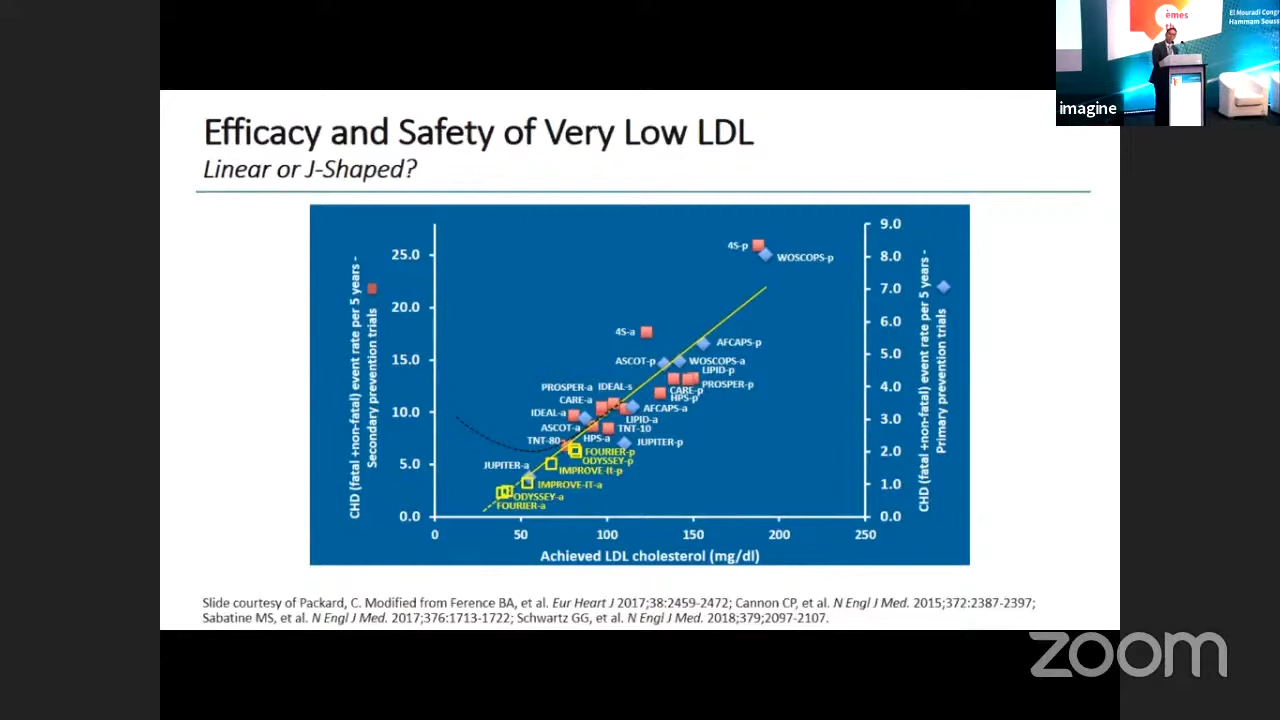 èmes
th
El Mouradi Congr
Hammam Souss
imagine
Efficacy and Safety of Very Low LDL
Linear or J-Shaped?
CHD (fatal +non-fatal) event rate per 5 years -
Secondary prevention trials
25.0
20.0
15.0
10.0
5.0
0.0
9.0
8.0
7.0
6.0
5.0
4.0
3.0
2.0
1.0
0.0
CHD (fatal +non-fatal) event rate per 5 years -
Primary prevention trials
4S-p
WOSCOPS-p
4S-a
AFCAPS-p
ASCOT-p
WOSCOPS-a
LIPID-p
PROSPER-a
IDEAL-s
CARE-p
PROSPER-p
HPS-p
CARE-a
AFCAPS-a
IDEAL-a
LIPID-a
ASCOT-a
TNT-10
TNT-80
HPS-a
JUPITER-p
FOURIER-p
ODYSSEY-p
JUPITER-a
IMPROVE-It-p
IMPROVE-IT-a
ODYSSEY-a
FOURIER-a
0
50
100
150
200
250
Achieved LDL cholesterol (mg/dl)
Slide courtesy of Packard, C. Modified from Ference BA, et al. Eur Heart J 2017;38:2459-2472; Cannon CP, et al. N Engl J Med. 2015;372:2387-2397;
Sabatine MS, et al. N Engl J Med. 2017;376:1713-1722; Schwartz GG, et al. N Engl J Med. 2018;379;2097-2107.
zoom